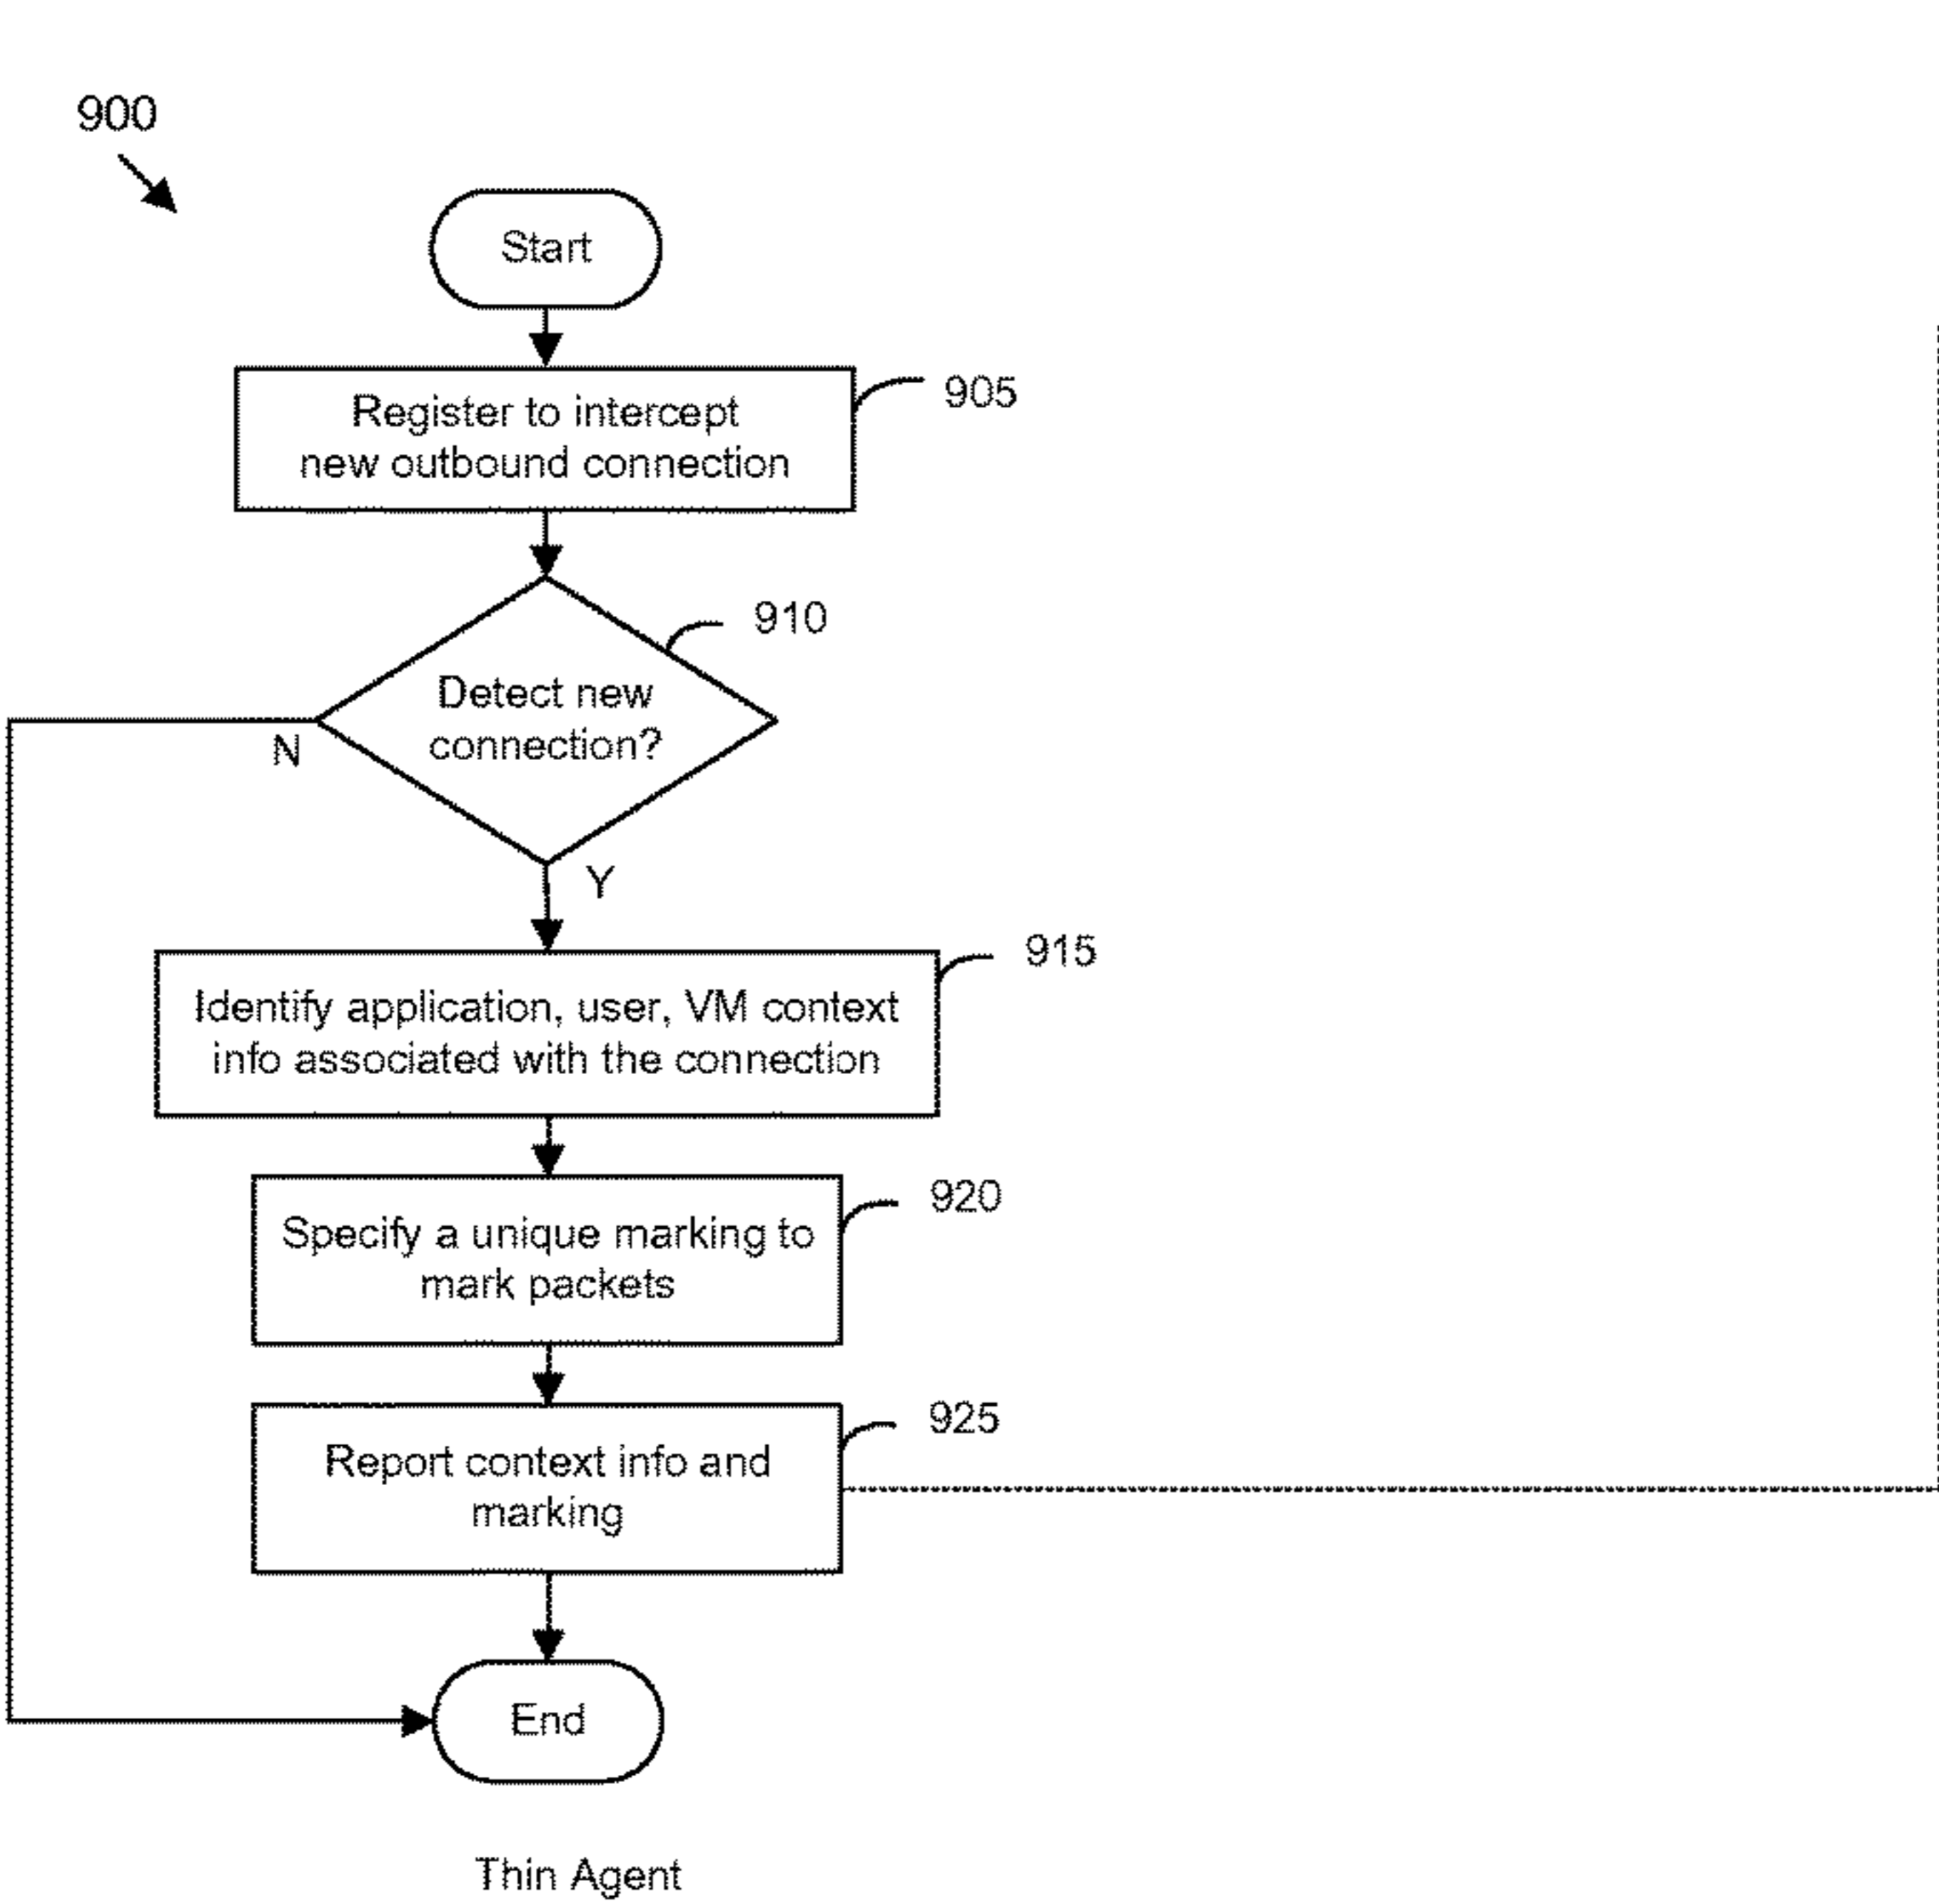 900
Start
Register to intercept
new outbound connection
905
910
Detect new
connection?
N
Y
915
Identify application, user, VM context
info associated with the connection
920
Specify a unique marking to
mark packets
925
Report context info and
marking
End
Thin Agent